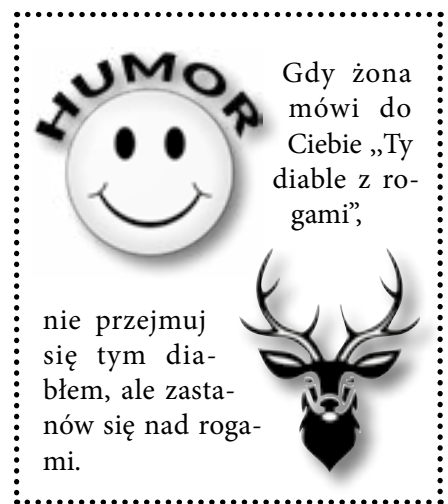 HUMOR
Gdy żona
mówi do
Ciebie „Ty
diable z ro-
gami”,
nie przejmuj
się tym dia-
błem, ale zasta-
nów się nad roga-
mi.